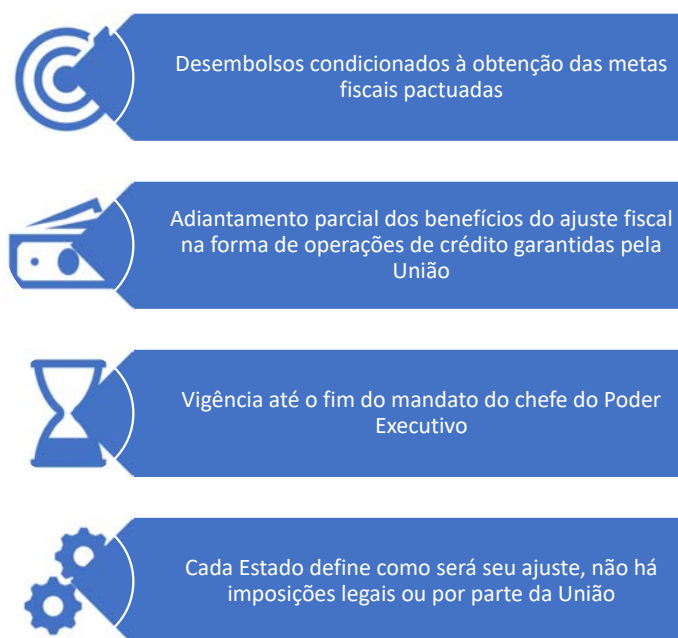 Desembolsos condicionados à obtenção das metas
fiscais pactuadas
Adiantamento parcial dos benefícios do ajuste fiscal
na forma de operações de crédito garantidas pela
União
Vigência até o fim do mandato do chefe do Poder
Executivo
Cada Estado define como será seu ajuste, não há
imposições legais ou por parte da União